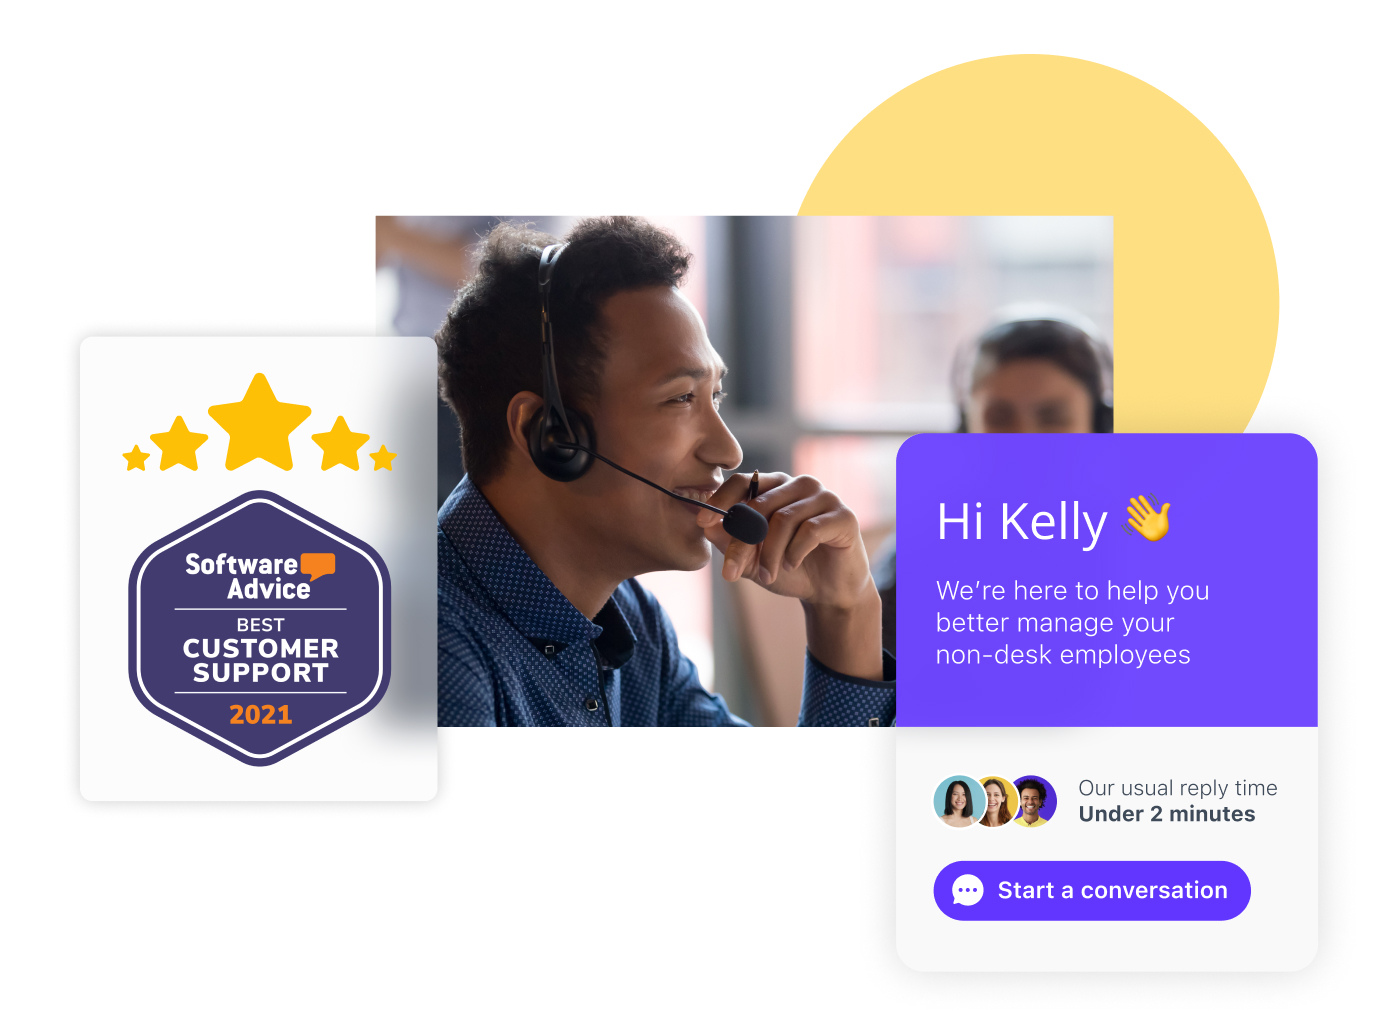 Software
Advice
BEST
CUSTOMER
SUPPORT
2021
Hi Kelly 👋
We’re here to help you
better manage your
non-desk employees
Our usual reply time
Under 2 minutes
Start a conversation